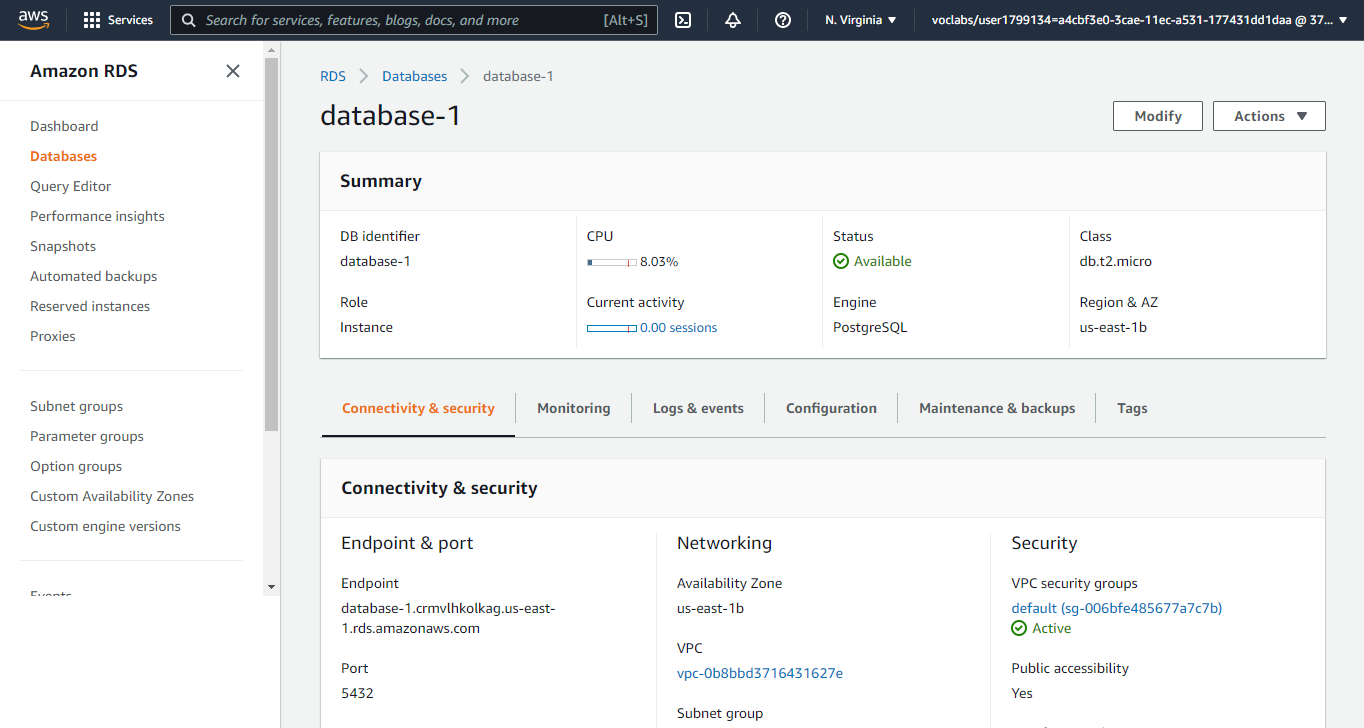 aws
Services
Search for services, features, blogs, docs, and more
[Alt+S]
N. Virginia
voclabs/user1799134=a4cbf3e0-3cae-11ec-a531-177431dd1daa @ 37...
Amazon RDS
Dashboard
Databases
Query Editor
Performance insights
Snapshots
Automated backups
Reserved instances
Proxies
Subnet groups
Parameter groups
Option groups
Custom Availability Zones
Custom engine versions
Events
RDS
Databases
database-1
database-1
Modify
Actions
Summary
DB identifier
database-1
CPU
8.03%
Status
Available
Class
db.t2.micro
Role
Instance
Current activity
0.00 sessions
Engine
PostgreSQL
Region & AZ
us-east-1b
Connectivity & security
Monitoring
Logs & events
Configuration
Maintenance & backups
Tags
Connectivity & security
Endpoint & port
Endpoint
database-1.crmvlhkolkag.us-east-
1.rds.amazonaws.com
Port
5432
Networking
Availability Zone
us-east-1b
VPC
vpc-0b8bbd3716431627e
Subnet group
Security
VPC security groups
default (sg-006bfe485677a7c7b)
Active
Public accessibility
Yes